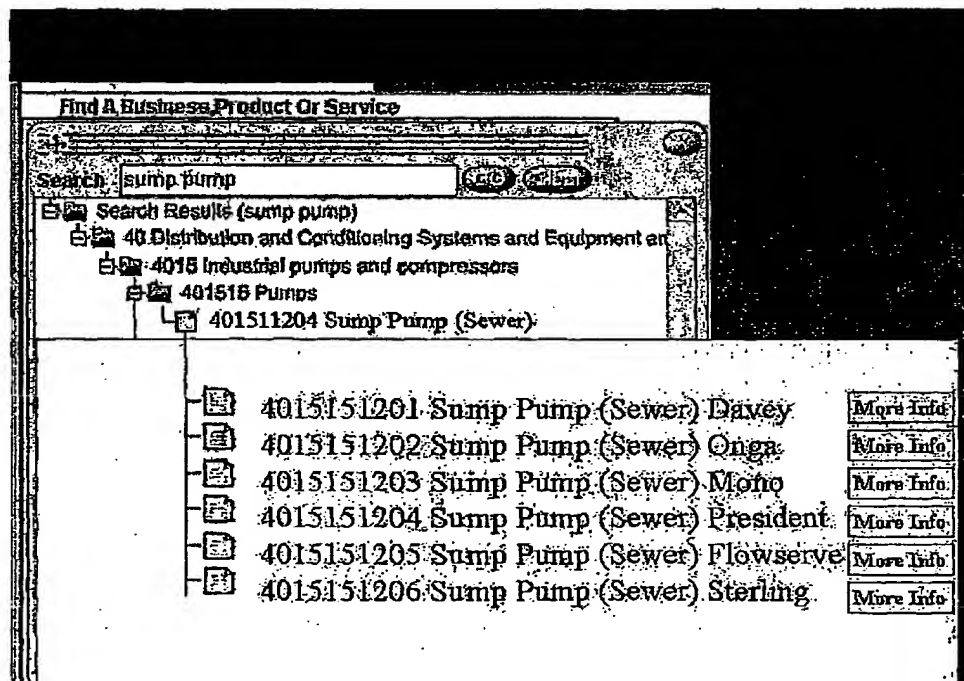 Find A Business, Product Or Service
Search sump pump
Search Results (sump pump)
40 Distribution and Conditioning Systems and Equipment an
4015 Industrial pumps and compressors
401516 Pumps
401511204 Sump Pump (Sewer)
4015151201 Sump Pump (Sewer) Davey More Info
4015151202 Sump Pump (Sewer) Onga More Info
4015151203 Sump Pump (Sewer) Mono More Info
4015151204 Sump Pump (Sewer) President More Info
4015151205 Sump Pump (Sewer) Flowserve More Info
4015151206 Sump Pump (Sewer) Sterling More Info